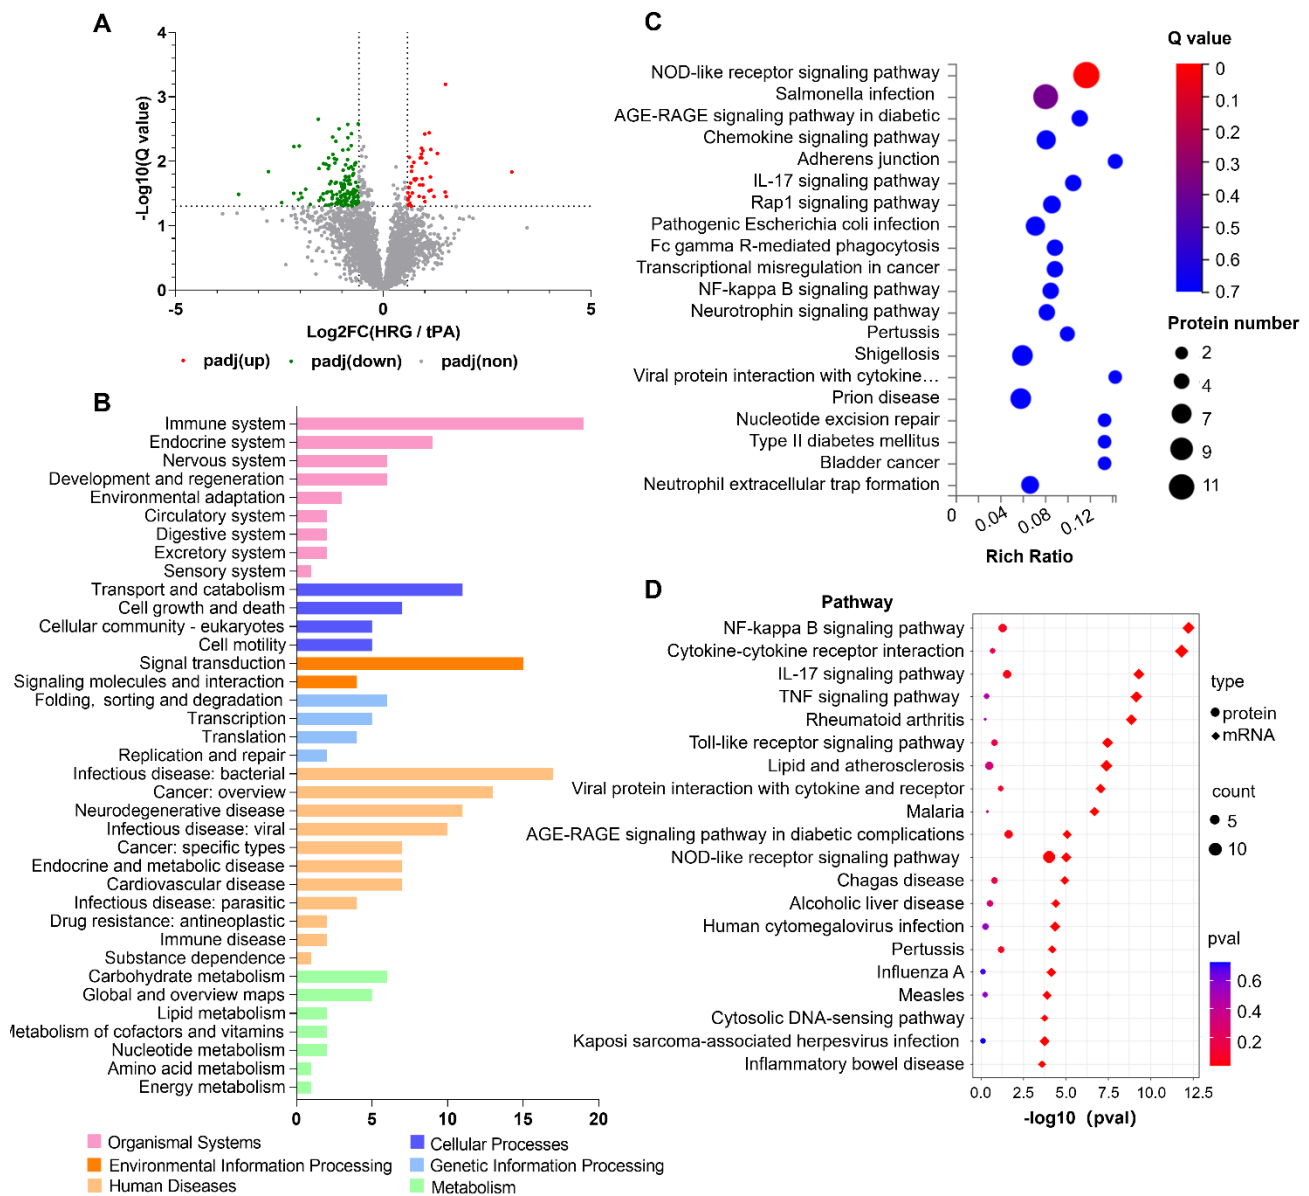 A
4
3
2
1
0
-Log10(Q value)
-5
0
5
Log2FC(HRG / tPA)
padj(up)
padj(down)
padj(non)
B
Immune system
Endocrine system
Nervous system
Development and regeneration
Environmental adaptation
Circulatory system
Digestive system
Excretory system
Sensory system
Transport and catabolism
Cell growth and death
Cellular community - eukaryotes
Cell motility
Signal transduction
Signaling molecules and interaction
Folding, sorting and degradation
Transcription
Translation
Replication and repair
Infectious disease: bacterial
Cancer: overview
Neurodegenerative disease
Infectious disease: viral
Cancer: specific types
Endocrine and metabolic disease
Cardiovascular disease
Infectious disease: parasitic
Drug resistance: antineoplastic
Immune disease
Substance dependence
Carbohydrate metabolism
Global and overview maps
Lipid metabolism
Metabolism of cofactors and vitamins
Nucleotide metabolism
Amino acid metabolism
Energy metabolism
0 5 10 15 20
Organismal Systems
Cellular Processes
Environmental Information Processing
Genetic Information Processing
Human Diseases
Metabolism
C
NOD-like receptor signaling pathway
Salmonella infection
AGE-RAGE signaling pathway in diabetic
Chemokine signaling pathway
Adherens junction
IL-17 signaling pathway
Rap1 signaling pathway
Pathogenic Escherichia coli infection
Fc gamma R-mediated phagocytosis
Transcriptional misregulation in cancer
NF-kappa B signaling pathway
Neurotrophin signaling pathway
Pertussis
Shigellosis
Viral protein interaction with cytokine…
Prion disease
Nucleotide excision repair
Type II diabetes mellitus
Bladder cancer
Neutrophil extracellular trap formation
0 0.04 0.08 0.12
Rich Ratio
Q value
0
0.1
0.2
0.3
0.4
0.5
0.6
0.7
Protein number
2
4
7
9
11
D
Pathway
NF-kappa B signaling pathway
Cytokine-cytokine receptor interaction
IL-17 signaling pathway
TNF signaling pathway
Rheumatoid arthritis
Toll-like receptor signaling pathway
Lipid and atherosclerosis
Viral protein interaction with cytokine and receptor
Malaria
AGE-RAGE signaling pathway in diabetic complications
NOD-like receptor signaling pathway
Chagas disease
Alcoholic liver disease
Human cytomegalovirus infection
Pertussis
Influenza A
Measles
Cytosolic DNA-sensing pathway
Kaposi sarcoma-associated herpesvirus infection
Inflammatory bowel disease
0.0 2.5 5.0 7.5 10.0 12.5
-log10 (pval)
type
protein
mRNA
count
5
10
pval
0.6
0.4
0.2